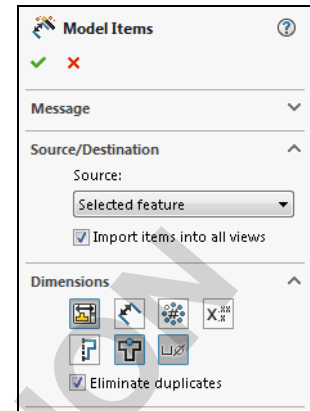 Model Items
Message
Source/Destination
Source:
Selected feature
Import items into all views
Dimensions
Eliminate duplicates